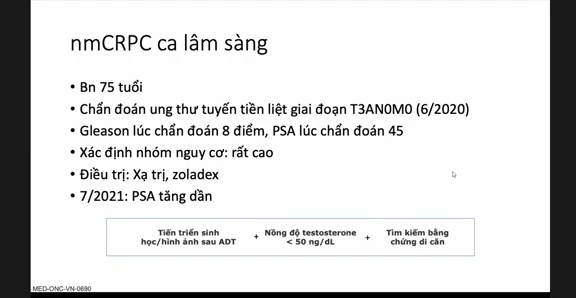 nmCRPC ca lâm sàng
• Bn 75 tuổi
• Chẩn đoán ung thư tuyến tiền liệt giai đoạn T3AN0M0 (6/2020)
• Gleason lúc chẩn đoán 8 điểm, PSA lúc chẩn đoán 45
• Xác định nhóm nguy cơ: rất cao
• Điều trị: Xạ trị, zoladex
• 7/2021: PSA tăng dần
Tiến triển sinh
học/hình ảnh sau ADT
+
Nồng độ testosterone
< 50 ng/dL
+
Tìm kiếm bằng
chứng di căn
MED-ONC-VN-0690